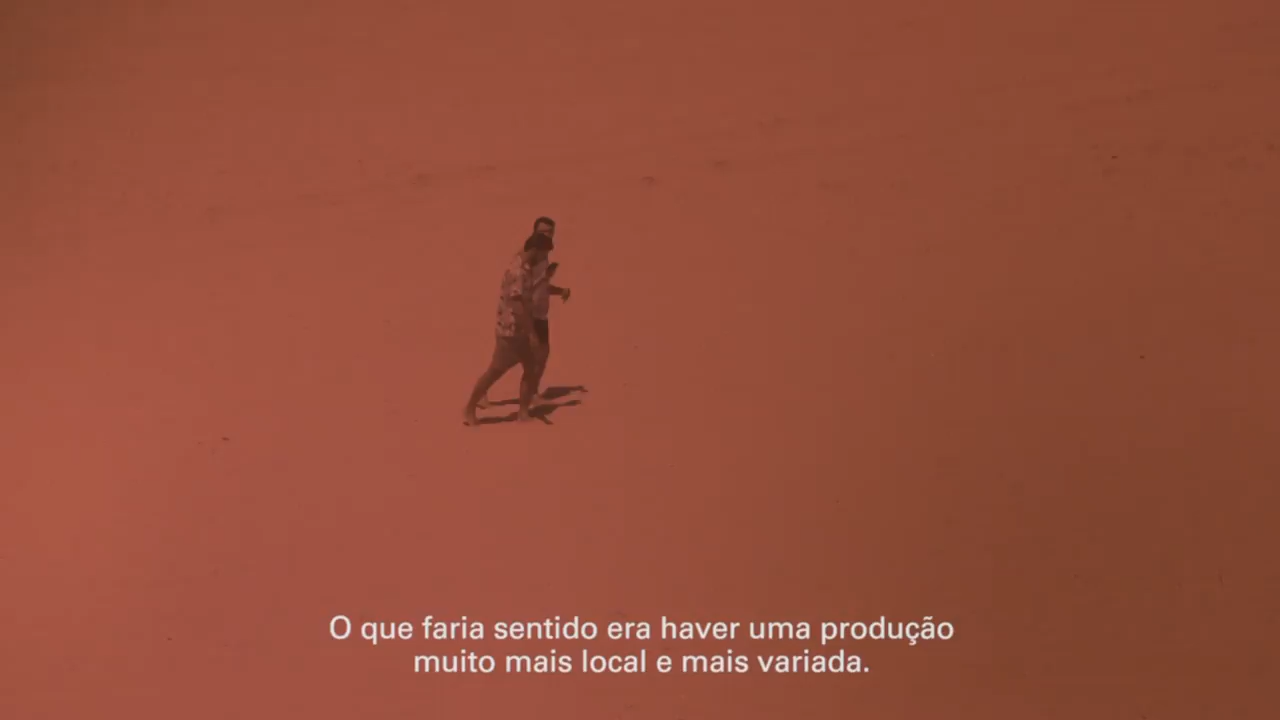 O que faria sentido era haver uma produção
muito mais local e mais variada.